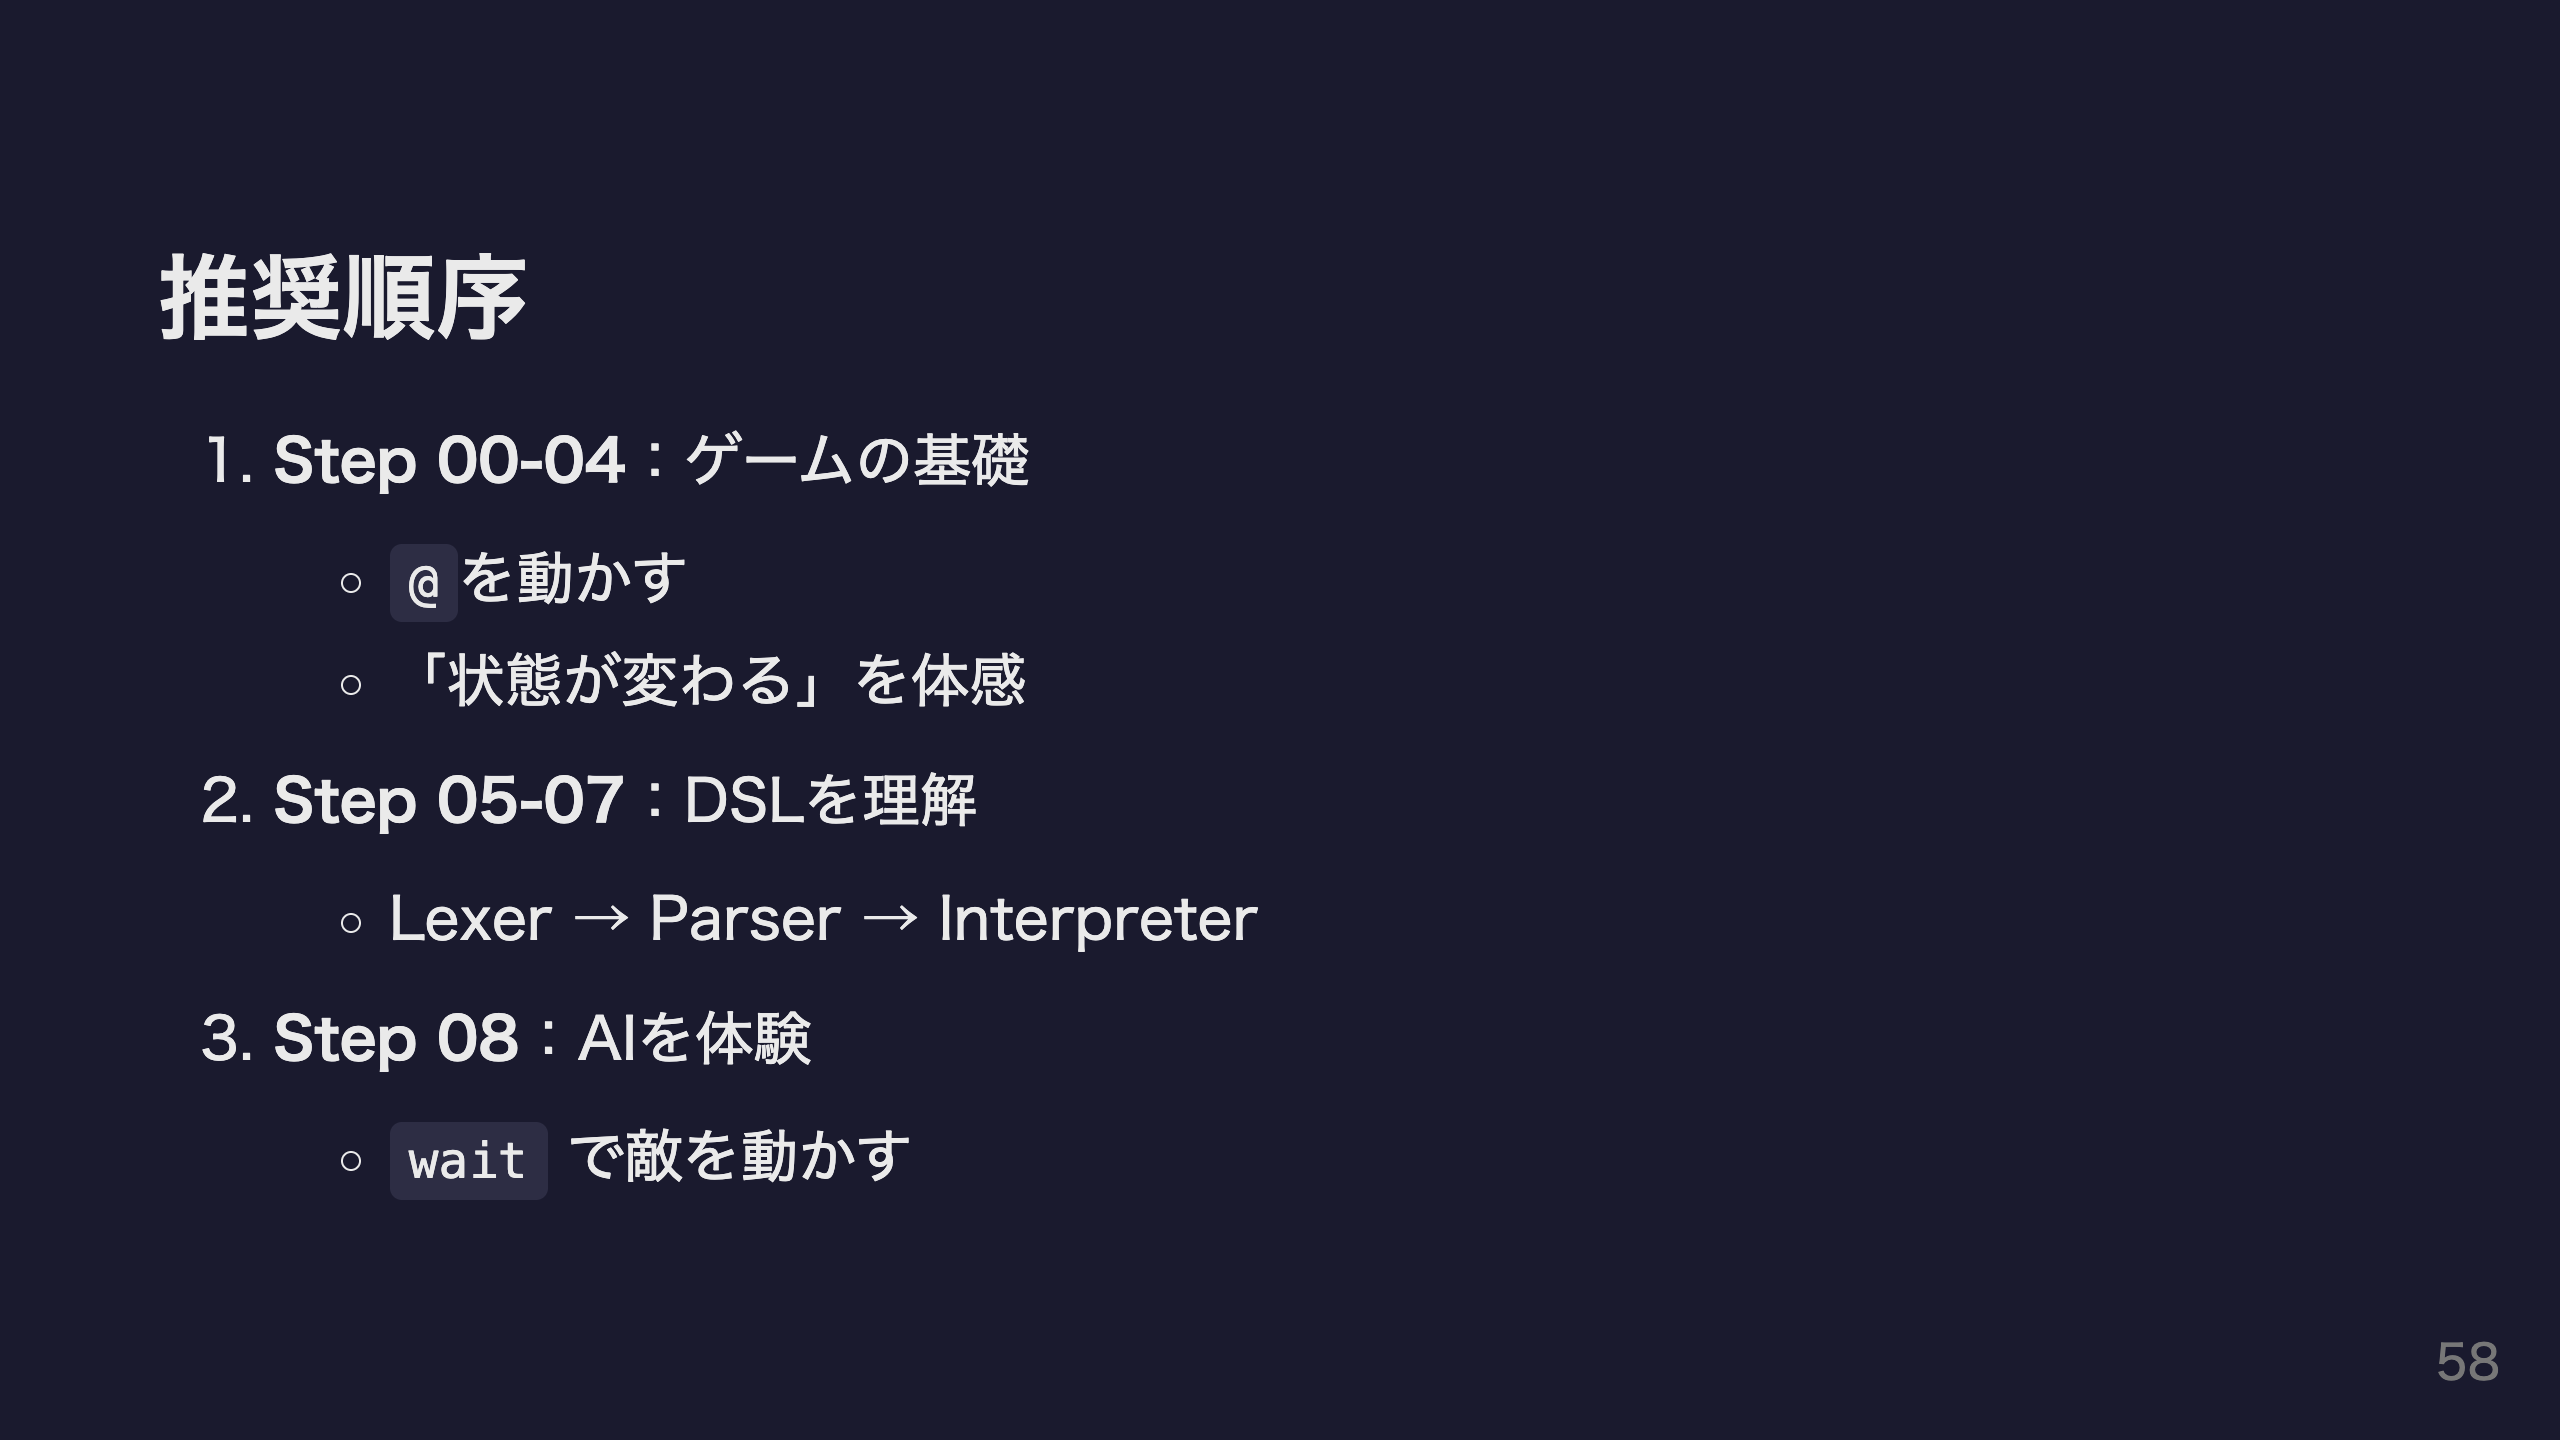 推奨順序
1. Step 00-04：ゲームの基礎
○ @を動かす
○ 「状態が変わる」を体感
2. Step 05-07：DSLを理解
○ Lexer → Parser → Interpreter
3. Step 08：AIを体験
○ wait で敵を動かす
58